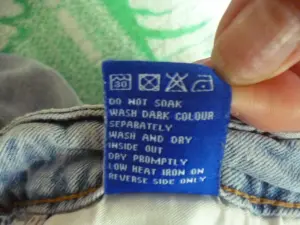 30
DO NOT SOAK
WASH DARK COLOUR
SEPARATELY
WASH AND DRY
INSIDE OUT
DRY PROMPTLY
LOW HEAT IRON ON
REVERSE SIDE ONLY